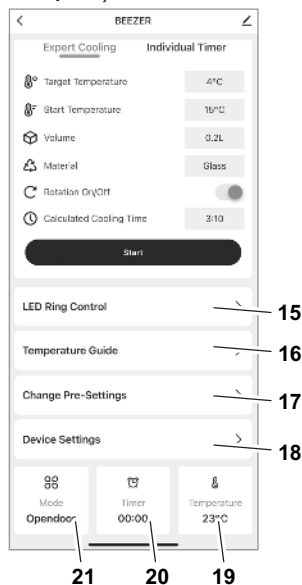 BEEZER
Expert Cooling Individual Timer
Target Temperature 4°C
Start Temperature 15°C
Volume 0.2L
Material Glass
Rotation On/Off
Calculated Cooling Time 3:10
Start
LED Ring Control
15
Temperature Guide
16
Change Pre-Settings
17
Device Settings
18
Mode Timer Temperature
Opendoor 00:00 23°C
21 20 19